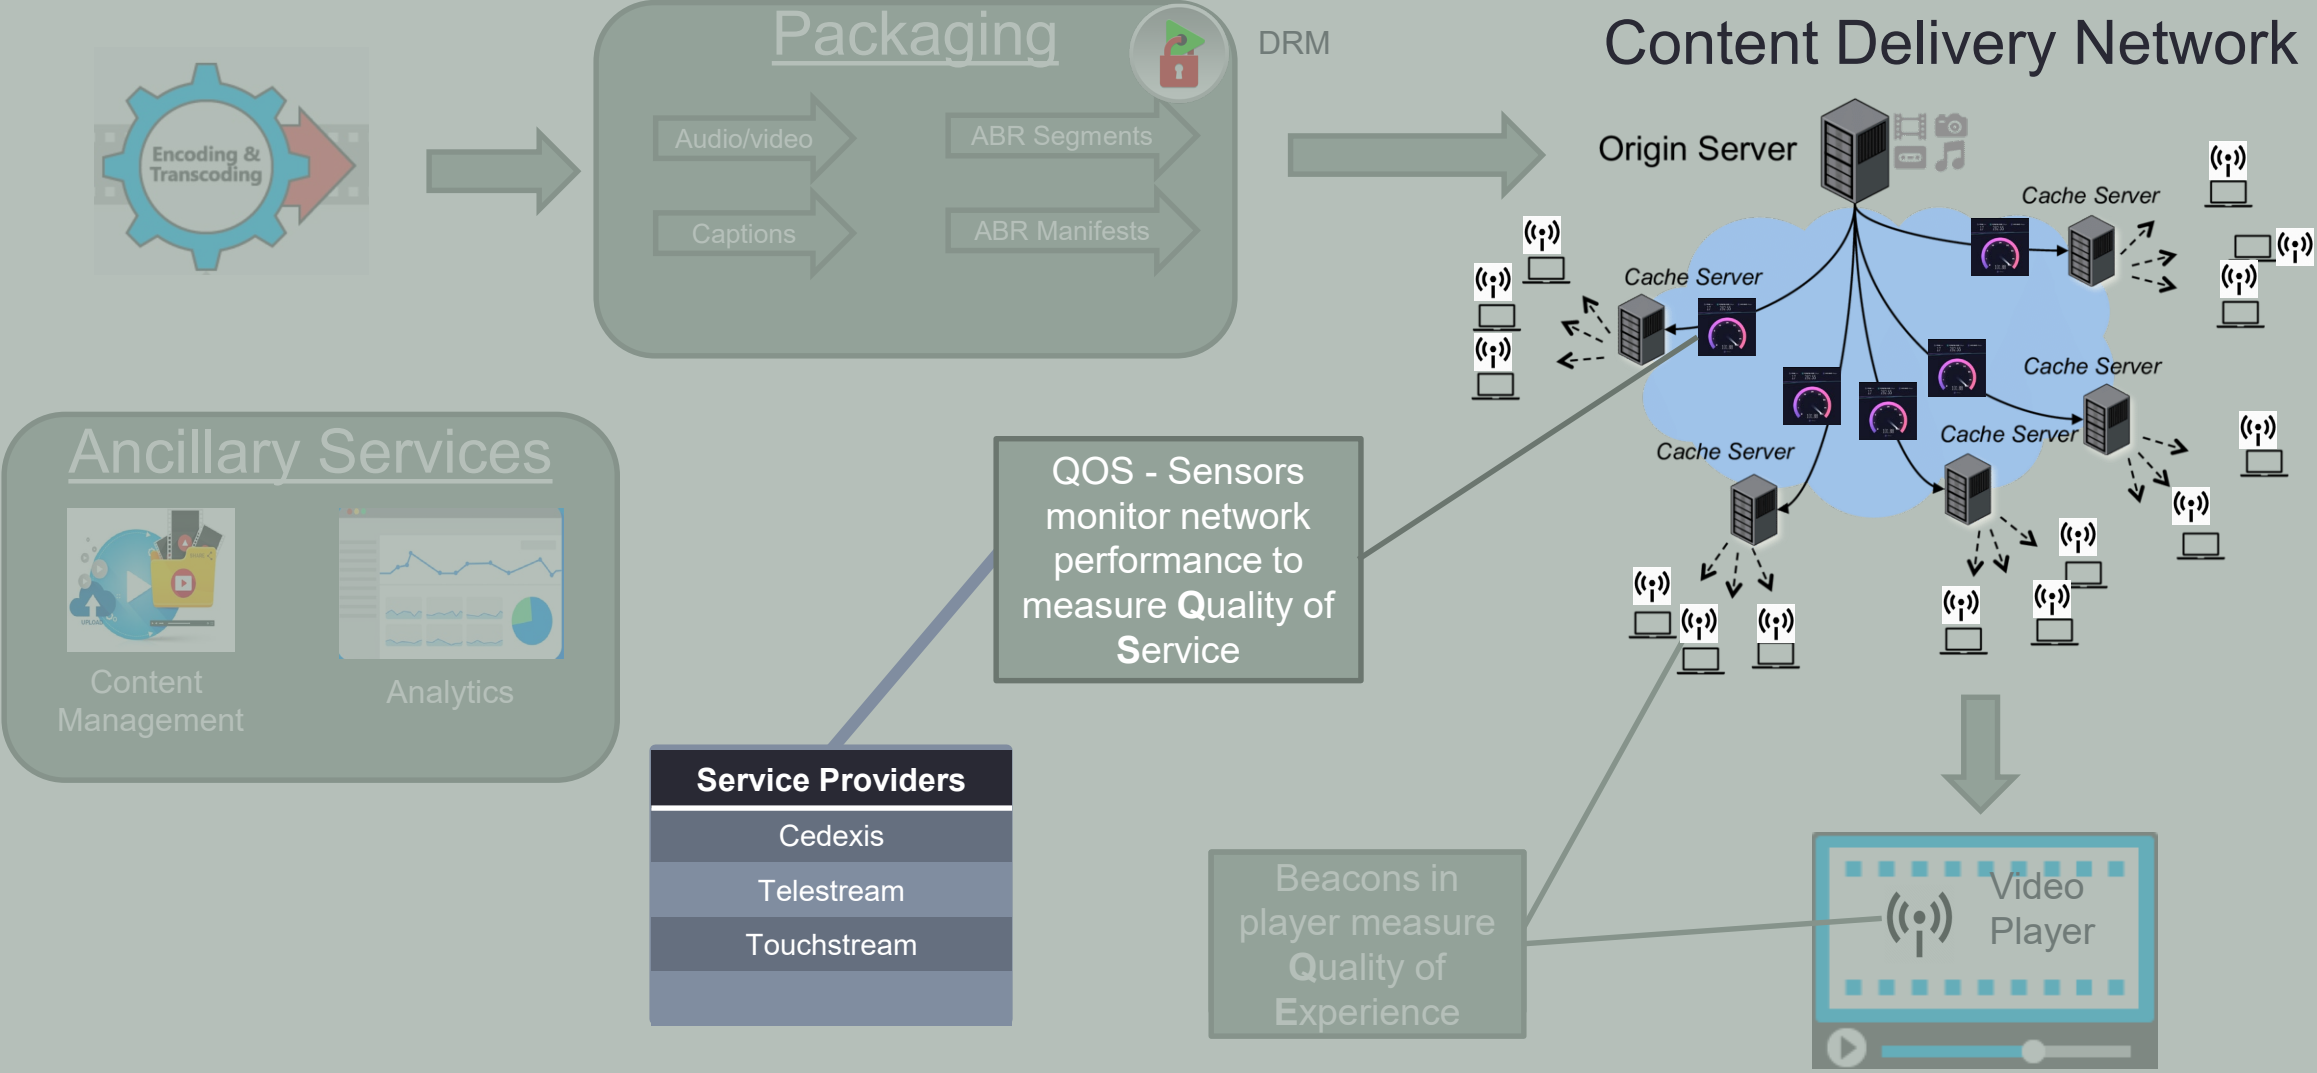 Packaging
DRM
Content Delivery Network
Encoding &
Transcoding
Audio/video
ABR Segments
Captions
ABR Manifests
Origin Server
Cache Server
Cache Server
Cache Server
Cache Server
Cache Server
Ancillary Services
Content
Management
Analytics
QOS - Sensors
monitor network
performance to
measure Quality of
Service
Service Providers
Cedexis
Telestream
Touchstream
Beacons in
player measure
Quality of
Experience
Video
Player